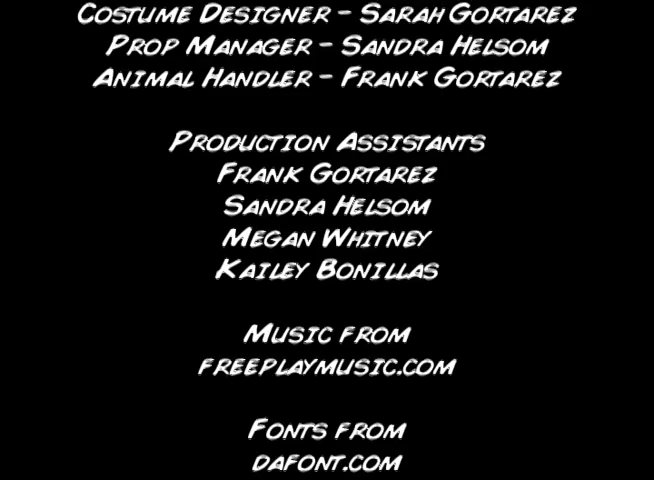 Costume Designer - Sarah Gortarez
Prop Manager - Sandra Helsom
Animal Handler - Frank Gortarez
Production Assistants
Frank Gortarez
Sandra Helsom
Megan Whitney
Kailey Bonillas
Music from
freeplaymusic.com
Fonts from
dafont.com